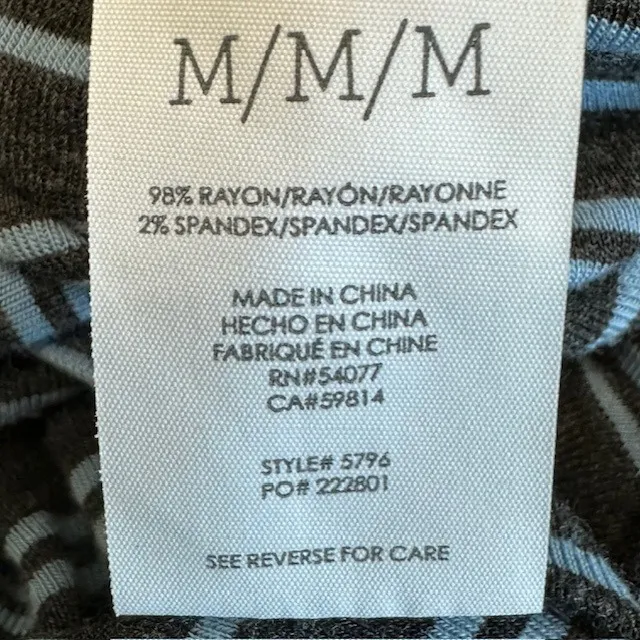 M/M/M
98% RAYON/RAYÓN/RAYONNE
2% SPANDEX/SPANDEX/SPANDEX
MADE IN CHINA
HECHO EN CHINA
FABRIQUÉ EN CHINE
RN#54077
CA#59814
STYLE# 5796
PO# 222801
SEE REVERSE FOR CARE